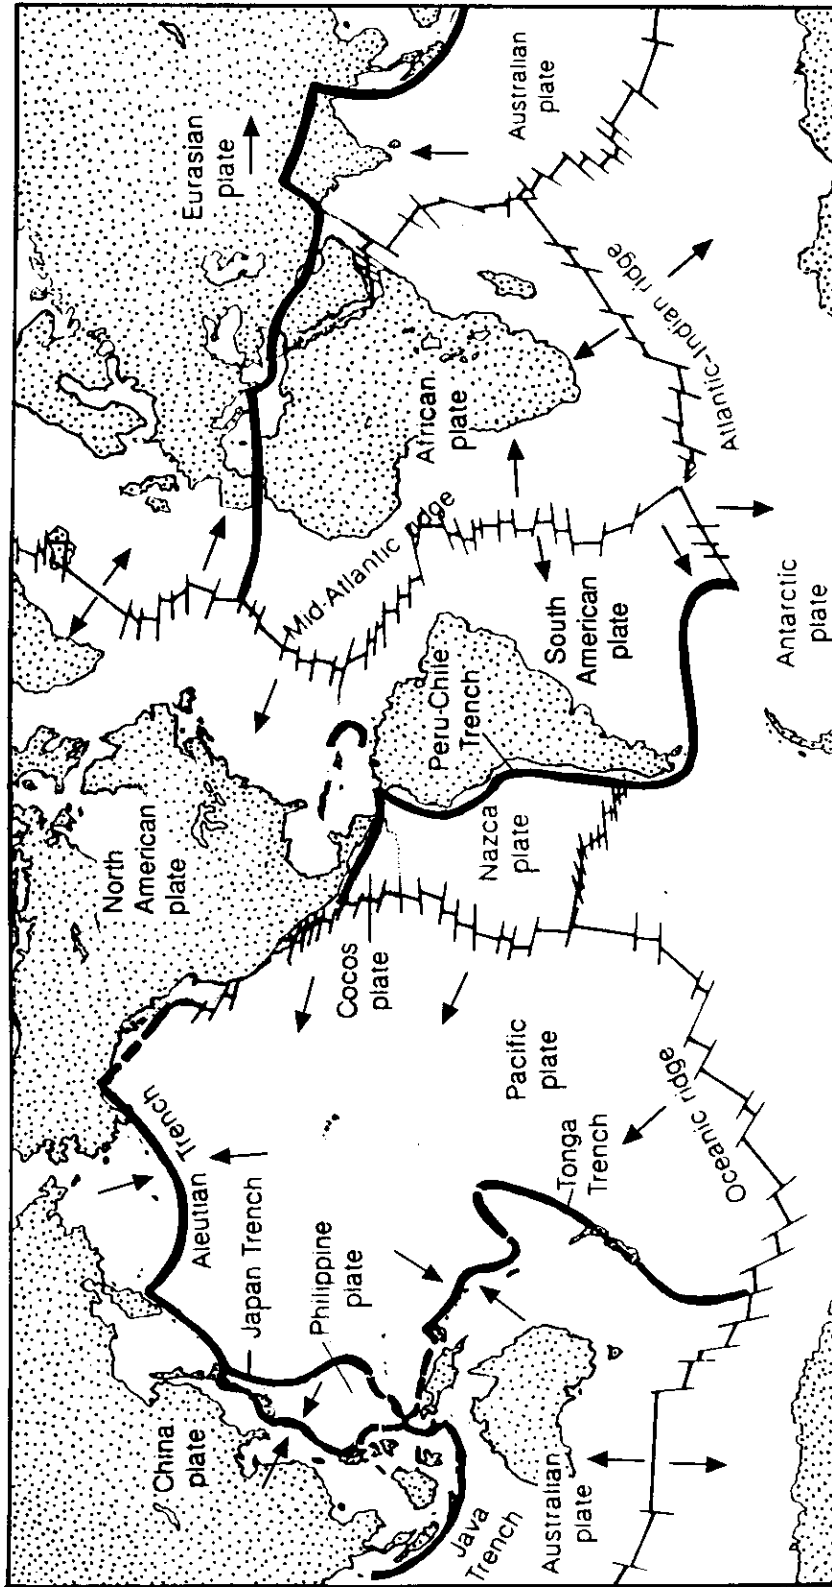 China
plate
Japan Trench
Philippine
plate
Java
Trench
Australian
plate
Aleutian
Trench
Tonga
Trench
Pacific
plate
Oceanic ridge
North
American
plate
Cocos
plate
Nazca
plate
Peru-Chile
Trench
South
American
plate
Antarctic
plate
Mid-Atlantic ridge
African
plate
Atlantic-Indian ridge
Eurasian
plate
Australian
plate